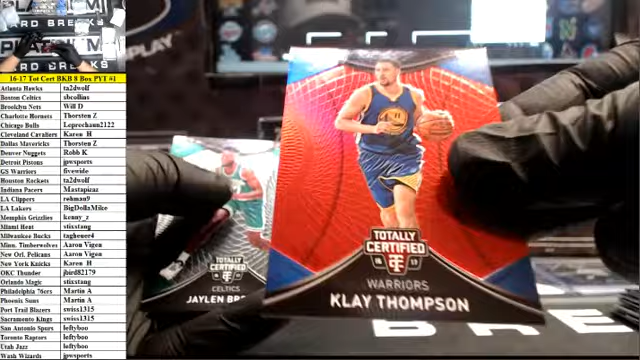 16-17 Tot Cert BKB 8 Box PYT #1
Atlanta Hawks ta2dwolf
Boston Celtics sbcollins
Brooklyn Nets Will D
Charlotte Hornets Thorsten Z
Chicago Bulls Leprechaun2122
Cleveland Cavaliers Karen H
Dallas Mavericks Thorsten Z
Denver Nuggets Robb K
Detroit Pistons jpwsports
GS Warriors fivewide
Houston Rockets ta2dwolf
Indiana Pacers Mastapizaz
LA Clippers rehman9
LA Lakers BigDollaMike
Memphis Grizzlies kenny_z
Miami Heat stixstang
Milwaukee Bucks tagheuer4
Minn. Timberwolves Aaron Vigen
New Orl. Pelicans Aaron Vigen
New York Knicks Karen H
OKC Thunder jbird82179
Orlando Magic stixstang
Philadelphia 76ers Martin A
Phoenix Suns Martin A
Port Trail Blazers swiss1315
Sacramento Kings swiss1315
San Antonio Spurs leftyboo
Toronto Raptors leftyboo
Utah Jazz leftyboo
Wash Wizards jpwsports
TOTALLY
CERTIFIED
WARRIORS
KLAY THOMPSON
TOTALLY
CERTIFIED
CELTICS
JAYLEN